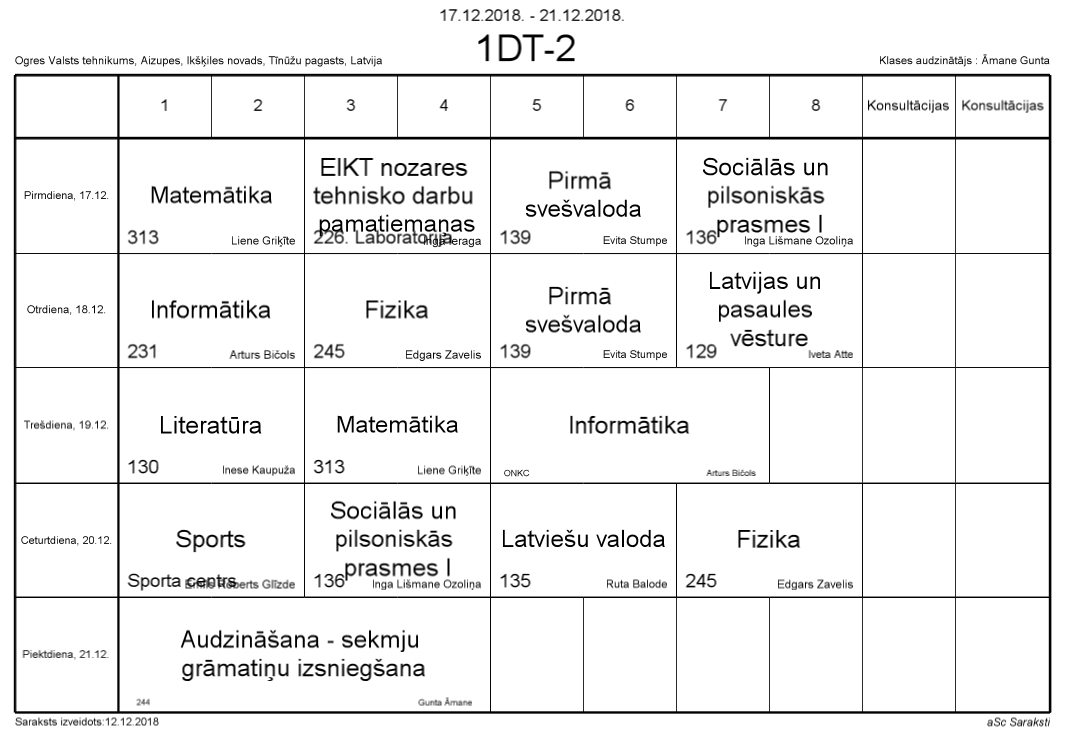 17.12.2018. - 21.12.2018.
1DT-2
Ogres Valsts tehnikums, Aizupes, Ikšķiles novads, Tīnūžu pagasts, Latvija
Klases audzinātājs : Āmane Gunta
1 2 3 4 5 6 7 8 Konsultācijas Konsultācijas
Pirmdiena, 17.12.
Matemātika
313 Liene Griķīte
EIKT nozares
tehnisko darbu
pamatiemaņas
226. Laboratorija Inga Ieraga
Pirmā
svešvaloda
139 Evita Stumpe
Sociālās un
pilsoniskās
prasmes I
136 Inga Lišmane Ozoliņa
Otrdiena, 18.12.
Informātika
231 Arturs Bičols
Fizika
245 Edgars Zavelis
Pirmā
svešvaloda
139 Evita Stumpe
Latvijas un
pasaules
vēsture
129 Iveta Atte
Trešdiena, 19.12.
Literatūra
130 Inese Kaupuža
Matemātika
313 Liene Griķīte
Informātika
ONKC Arturs Bičols
Ceturtdiena, 20.12.
Sports
Sporta centrs Emīls Roberts Glīzde
Sociālās un
pilsoniskās
prasmes I
136 Inga Lišmane Ozoliņa
Latviešu valoda
135 Ruta Balode
Fizika
245 Edgars Zavelis
Piektdiena, 21.12.
Audzināšana - sekmju
grāmatiņu izsniegšana
244 Gunta Āmane
Saraksts izveidots:12.12.2018
aSc Saraksti